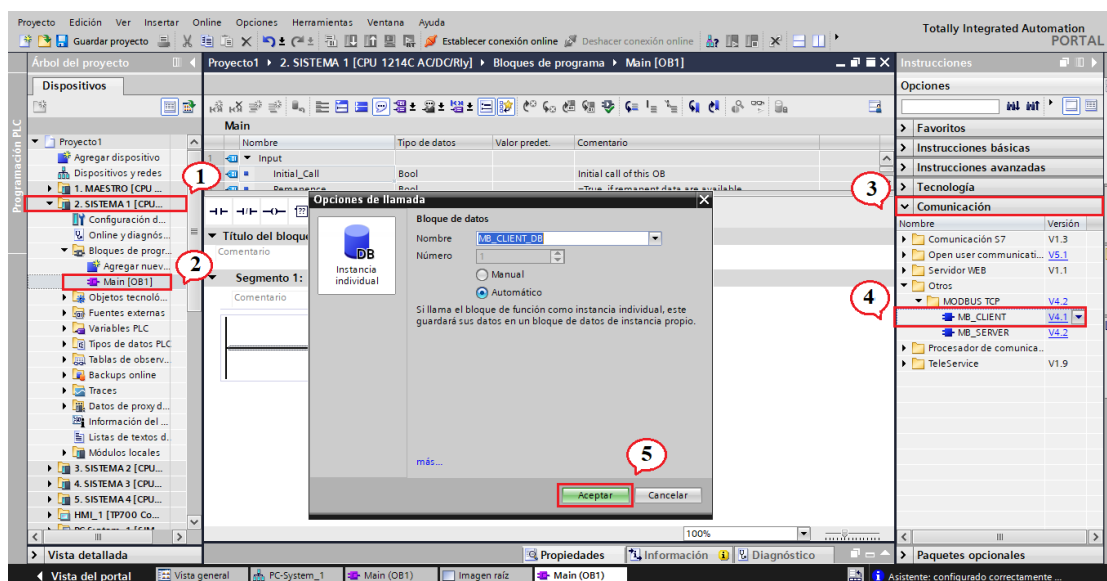 Proyecto Edición Ver Insertar Online Opciones Herramientas Ventana Ayuda
Totally Integrated Automation
PORTAL
Guardar proyecto
Establecer conexión online
Deshacer conexión online
Árbol del proyecto
Proyecto1 2. SISTEMA 1 [CPU 1214C AC/DC/Rly] Bloques de programa Main [OB1]
Instrucciones
Dispositivos
Opciones
Programación PLC
Proyecto1
Agregar dispositivo
Dispositivos y redes
1. MAESTRO [CPU ...
2. SISTEMA 1 [CPU...
Configuración d...
Online y diagnós...
Bloques de progr...
Agregar nuev...
Main [OB1]
Objetos tecnoló...
Fuentes externas
Variables PLC
Tipos de datos PLC
Tablas de observ...
Backups online
Traces
Datos de proxy d...
Información del ...
Listas de textos d..
Módulos locales
3. SISTEMA 2 [CPU...
4. SISTEMA 3 [CPU...
5. SISTEMA 4 [CPU...
HMI_1 [TP700 Co...
Vista detallada
1
2
Main
Nombre Tipo de datos Valor predet. Comentario
1 Input
Initial_Call Bool Initial call of this OB
Remanence Bool =True, if remanent data are available
Título del bloqu
Comentario
Segmento 1:
Comentario
Opciones de llamada
X
DB
Instancia
individual
Bloque de datos
Nombre MB_CLIENT_DB
Número 1
Manual
Automático
Si llama el bloque de función como instancia individual, este
guardará sus datos en un bloque de datos de instancia propio.
más...
5
Aceptar Cancelar
100%
Propiedades Información Diagnóstico
3
4
Favoritos
Instrucciones básicas
Instrucciones avanzadas
Tecnología
Comunicación
Nombre Versión
Comunicación S7 V1.3
Open user communicati... V5.1
Servidor WEB V1.1
Otros
MODBUS TCP V4.2
MB_CLIENT V4.1
MB_SERVER V4.2
Procesador de comunica..
TeleService V1.9
Paquetes opcionales
Vista del portal Vista general PC-System_1 Main (OB1) Imagen raíz Main (OB1)
Asistente: configurado correctamente ...